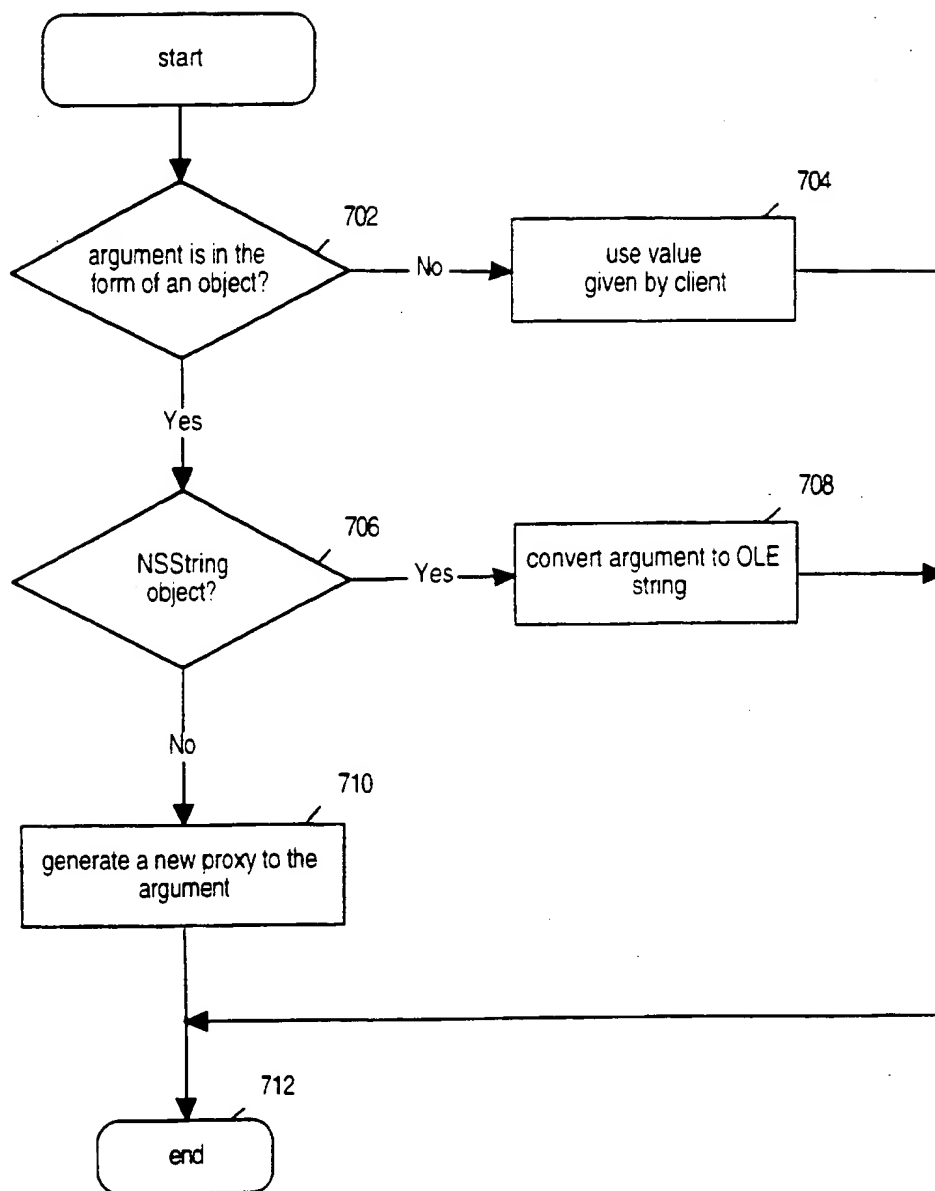 start
702
argument is in the
form of an object?
No
704
use value
given by client
Yes
706
NSString
object?
Yes
708
convert argument to OLE
string
No
710
generate a new proxy to the
argument
712
end